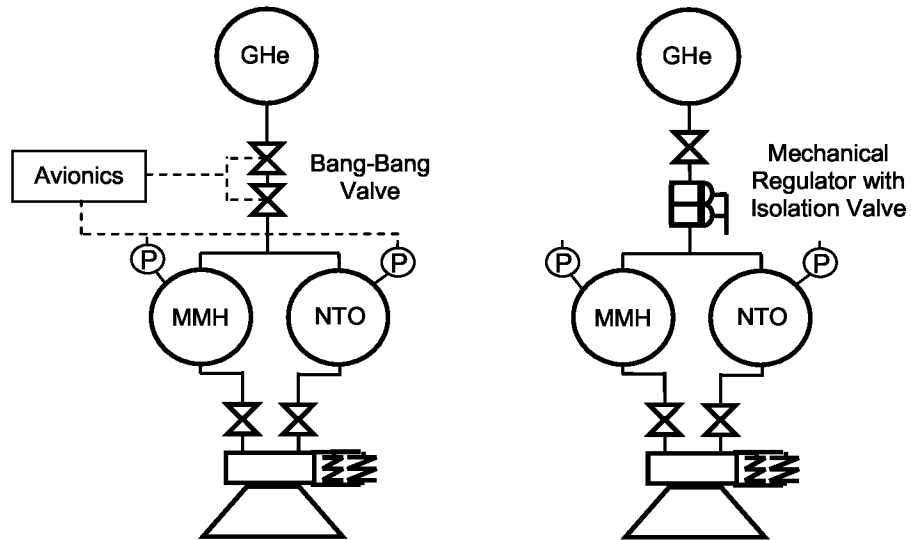 GHe
Avionics
Bang-Bang
Valve
P
P
MMH
NTO
GHe
Mechanical
Regulator with
Isolation Valve
P
P
MMH
NTO